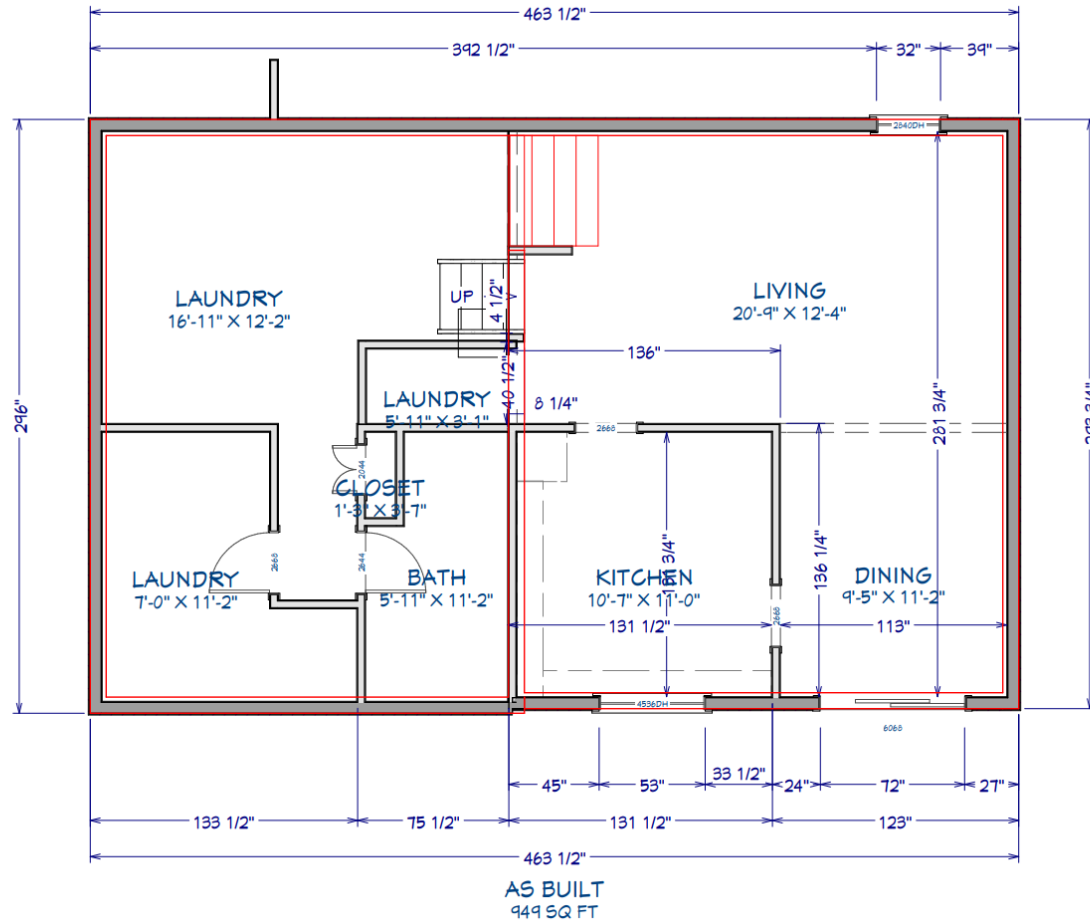 463 1/2"
392 1/2"
32"
39"
2840DH
296"
LAUNDRY
16'-11" X 12'-2"
UP
4 1/2"
LIVING
20'-9" X 12'-4"
136"
40 1/2"
281 3/4"
293 3/4"
LAUNDRY
5'-11" X 3'-1"
8 1/4"
2668
2044
CLOSET
1'-3" X 3'-7"
2668
2644
LAUNDRY
7'-0" X 11'-2"
BATH
5'-11" X 11'-2"
KITCHEN
10'-7" X 11'-0"
136 1/4"
DINING
9'-5" X 11'-2"
2668
131 1/2"
113"
4536DH
6068
45"
53"
33 1/2"
24"
72"
27"
133 1/2"
75 1/2"
131 1/2"
123"
463 1/2"
AS BUILT
949 SQ FT